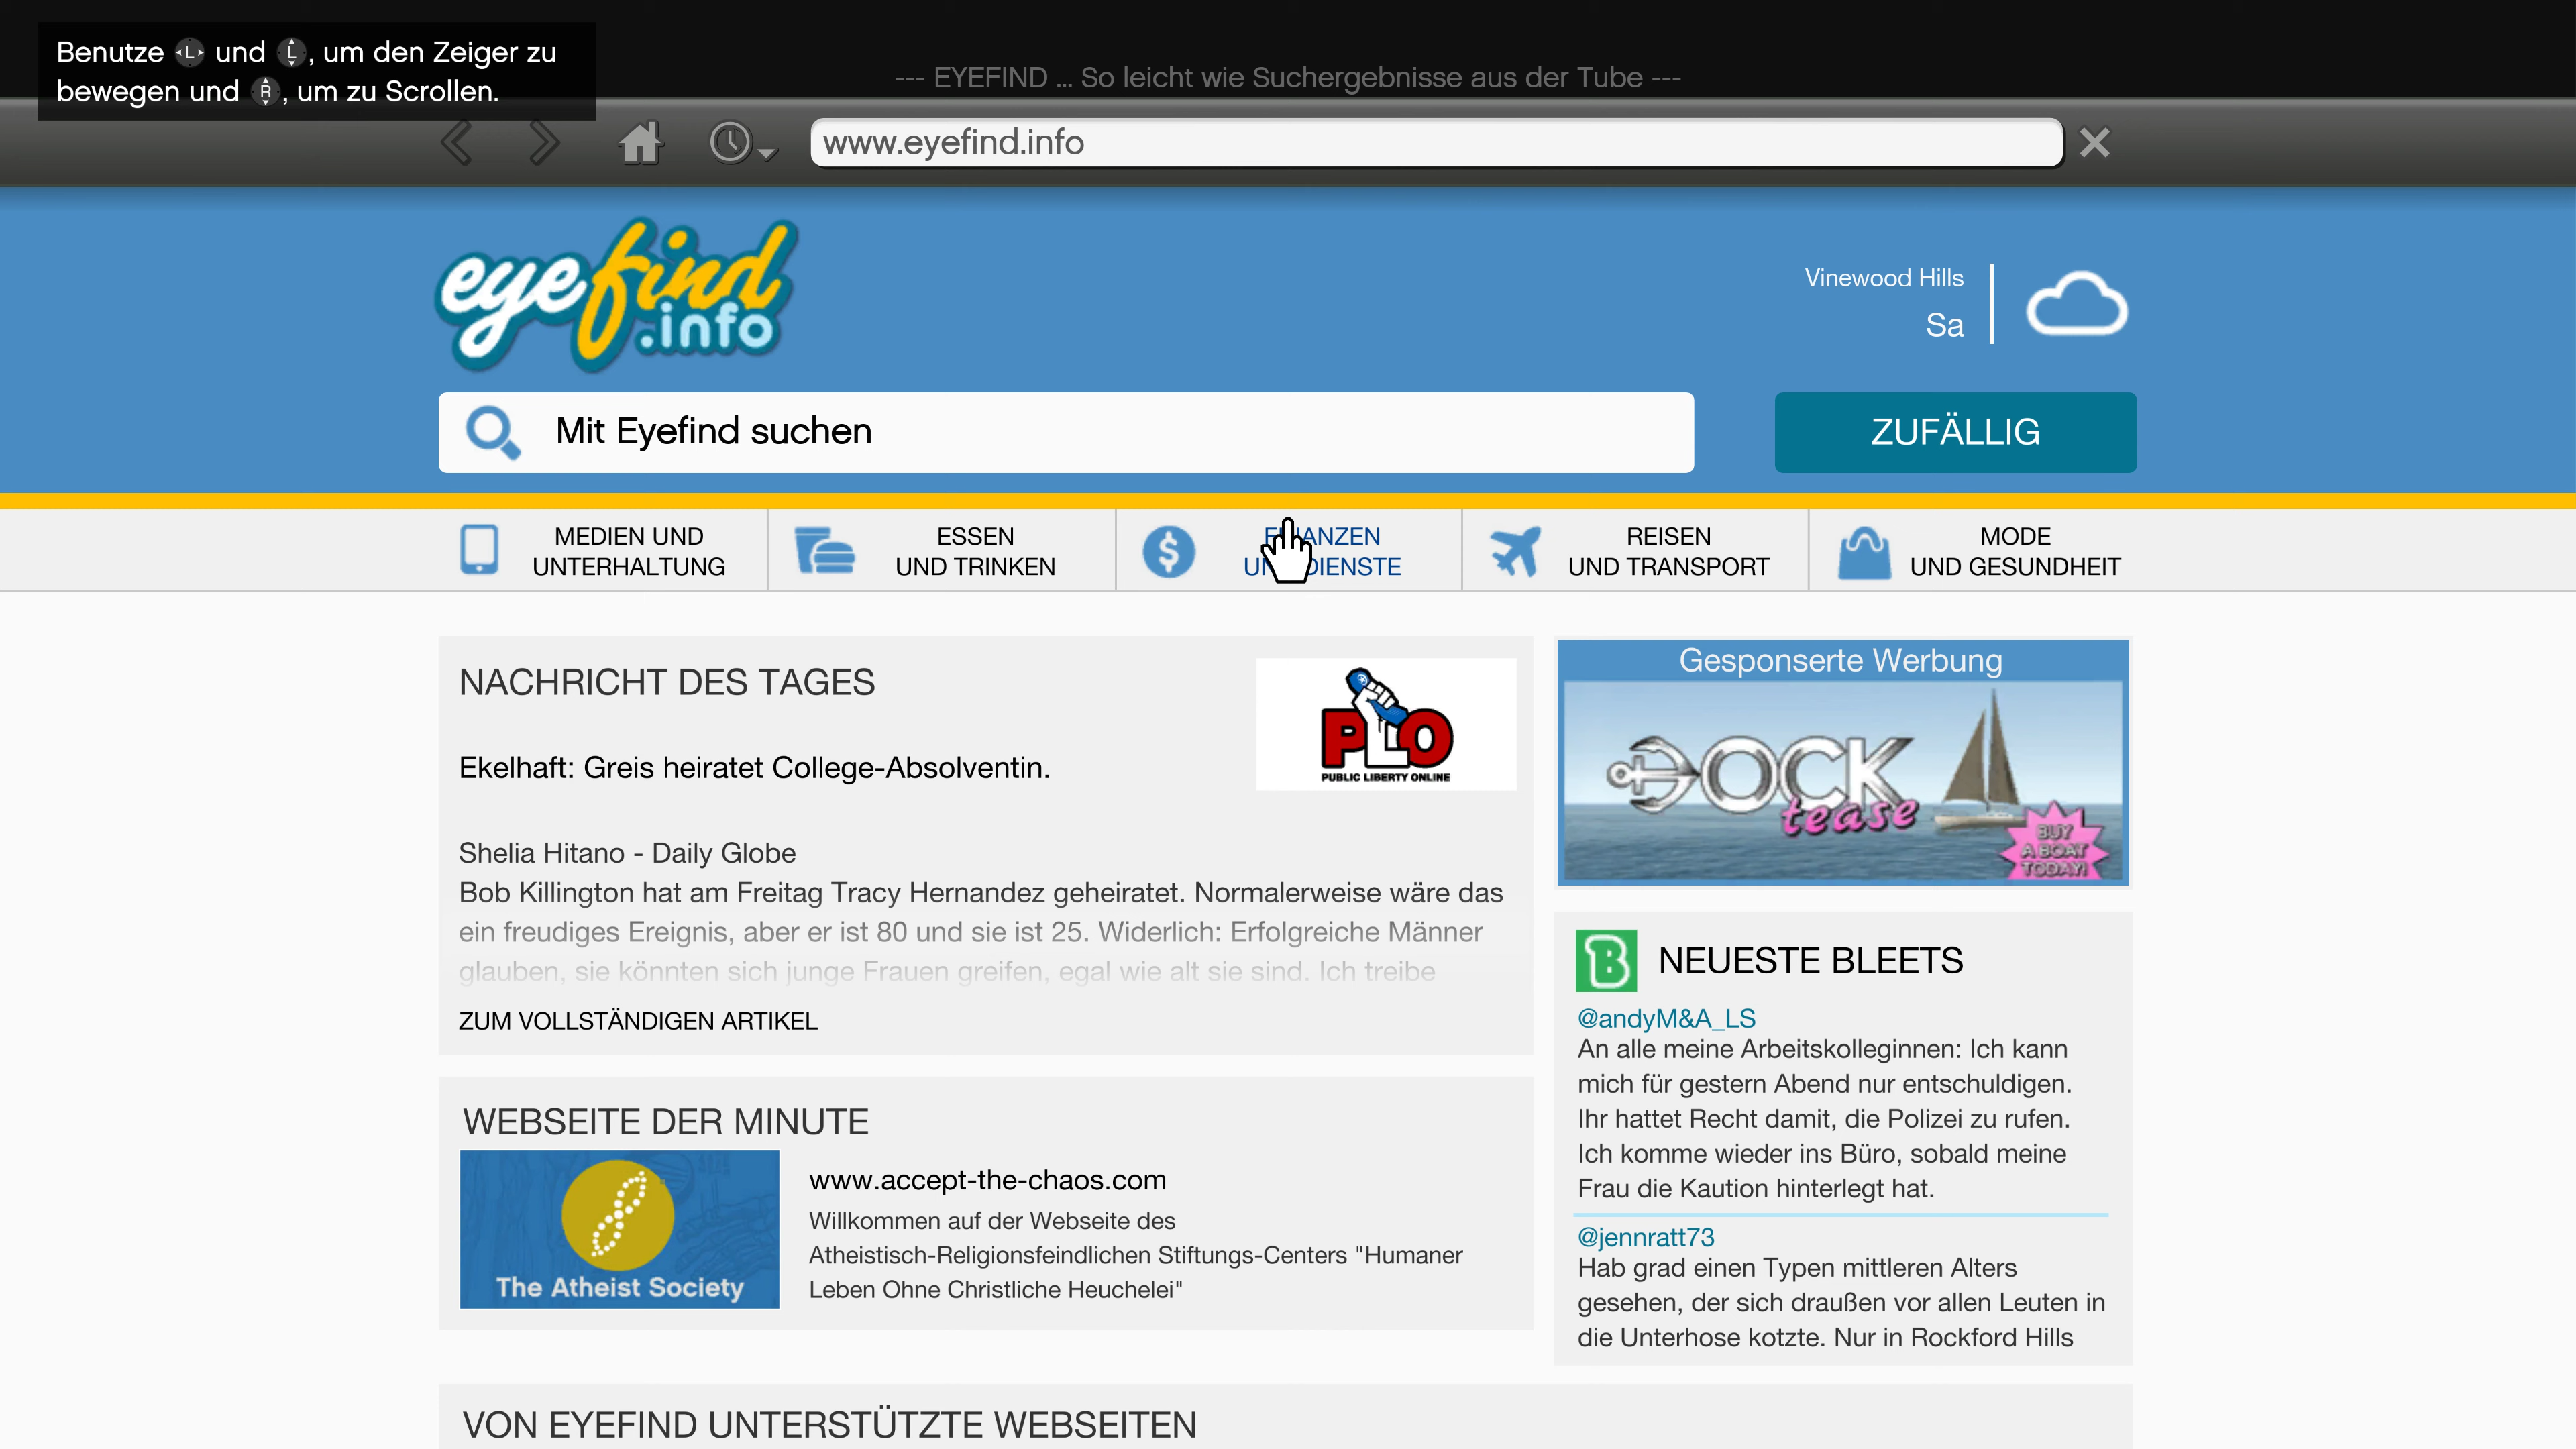 Benutze L und L, um den Zeiger zu
bewegen und R, um zu Scrollen.
--- EYEFIND ... So leicht wie Suchergebnisse aus der Tube ---
www.eyefind.info
eyefind
.info
Vinewood Hills
Sa
Mit Eyefind suchen
ZUFÄLLIG
MEDIEN UND
UNTERHALTUNG
ESSEN
UND TRINKEN
FINANZEN
UND DIENSTE
REISEN
UND TRANSPORT
MODE
UND GESUNDHEIT
NACHRICHT DES TAGES
PLO
PUBLIC LIBERTY ONLINE
Ekelhaft: Greis heiratet College-Absolventin.
Shelia Hitano - Daily Globe
Bob Killington hat am Freitag Tracy Hernandez geheiratet. Normalerweise wäre das
ein freudiges Ereignis, aber er ist 80 und sie ist 25. Widerlich: Erfolgreiche Männer
glauben, sie könnten sich junge Frauen greifen, egal wie alt sie sind. Ich treibe
ZUM VOLLSTÄNDIGEN ARTIKEL
Gesponserte Werbung
DOCK
tease
BUY
A BOAT
TODAY!
WEBSEITE DER MINUTE
The Atheist Society
www.accept-the-chaos.com
Willkommen auf der Webseite des
Atheistisch-Religionsfeindlichen Stiftungs-Centers "Humaner
Leben Ohne Christliche Heuchelei"
B NEUESTE BLEETS
@andyM&A_LS
An alle meine Arbeitskolleginnen: Ich kann
mich für gestern Abend nur entschuldigen.
Ihr hattet Recht damit, die Polizei zu rufen.
Ich komme wieder ins Büro, sobald meine
Frau die Kaution hinterlegt hat.
@jennratt73
Hab grad einen Typen mittleren Alters
gesehen, der sich draußen vor allen Leuten in
die Unterhose kotzte. Nur in Rockford Hills
VON EYEFIND UNTERSTÜTZTE WEBSEITEN